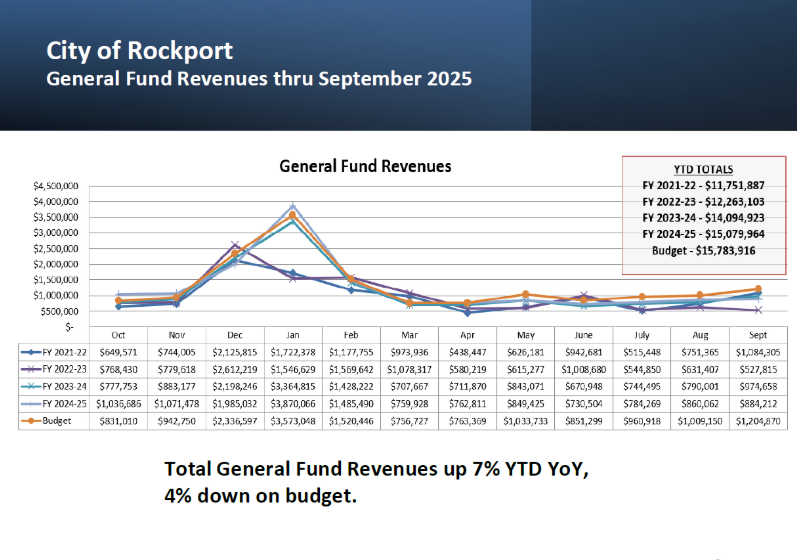 City of Rockport
General Fund Revenues thru September 2025
General Fund Revenues
YTD TOTALS
FY 2021-22 - $11,751,887
FY 2022-23 - $12,263,103
FY 2023-24 - $14,094,923
FY 2024-25 - $15,079,964
Budget - $15,783,916
$4,500,000
$4,000,000
$3,500,000
$3,000,000
$2,500,000
$2,000,000
$1,500,000
$1,000,000
$500,000
$-
Oct Nov Dec Jan Feb Mar Apr May June July Aug Sept
FY 2021-22 $649,571 $744,005 $2,125,815 $1,722,378 $1,177,755 $973,936 $438,447 $626,181 $942,681 $515,448 $751,365 $1,084,305
FY 2022-23 $768,430 $779,618 $2,612,219 $1,546,629 $1,569,642 $1,078,317 $580,219 $615,277 $1,008,680 $544,850 $631,407 $527,815
FY 2023-24 $777,753 $883,177 $2,198,246 $3,364,815 $1,428,222 $707,667 $711,870 $843,071 $670,948 $744,495 $790,001 $974,658
FY 2024-25 $1,036,686 $1,071,478 $1,985,032 $3,870,066 $1,485,490 $759,928 $762,811 $849,425 $730,504 $784,269 $860,062 $884,212
Budget $831,010 $942,750 $2,336,597 $3,573,048 $1,520,446 $756,727 $763,369 $1,033,733 $851,299 $960,918 $1,009,150 $1,204,870
Total General Fund Revenues up 7% YTD YoY,
4% down on budget.